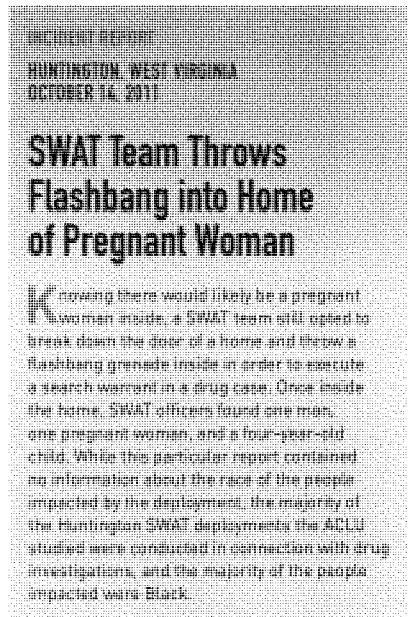 INCIDENT REPORT
HUNTINGTON, WEST VIRGINIA
OCTOBER 14, 2011
SWAT Team Throws
Flashbang into Home
of Pregnant Woman
Knowing there would likely be a pregnant
woman inside, a SWAT team still opted to
break down the door of a home and throw a
flashbang grenade inside in order to execute
a search warrant in a drug case. Once inside
the home, SWAT officers found one man,
one pregnant woman, and a four-year-old
child. While this particular report contained
no information about the race of the people
impacted by the deployment, the majority of
the Huntington SWAT deployments the ACLU
studied were conducted in connection with drug
investigations, and the majority of the people
impacted were Black.